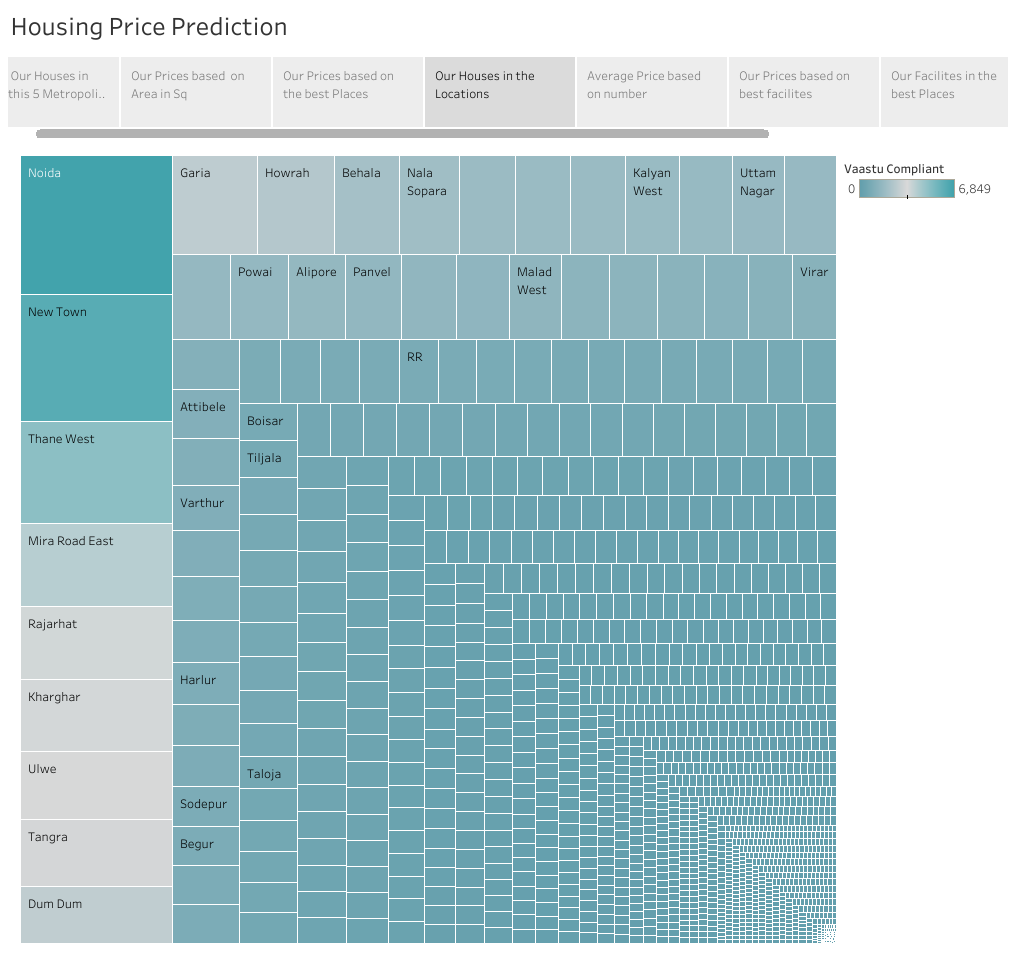 Housing Price Prediction
Our Houses in
this 5 Metropoli..
Our Prices based on
Area in Sq
Our Prices based on
the best Places
Our Houses in the
Locations
Average Price based
on number
Our Prices based on
best facilites
Our Facilites in the
best Places
Noida
New Town
Thane West
Mira Road East
Rajarhat
Kharghar
Ulwe
Tangra
Dum Dum
Garia
Howrah
Behala
Nala
Sopara
Kalyan
West
Uttam
Nagar
Powai
Alipore
Panvel
Malad
West
Virar
RR
Attibele
Boisar
Tiljala
Varthur
Harlur
Taloja
Sodepur
Begur
Vaastu Compliant
0
6,849